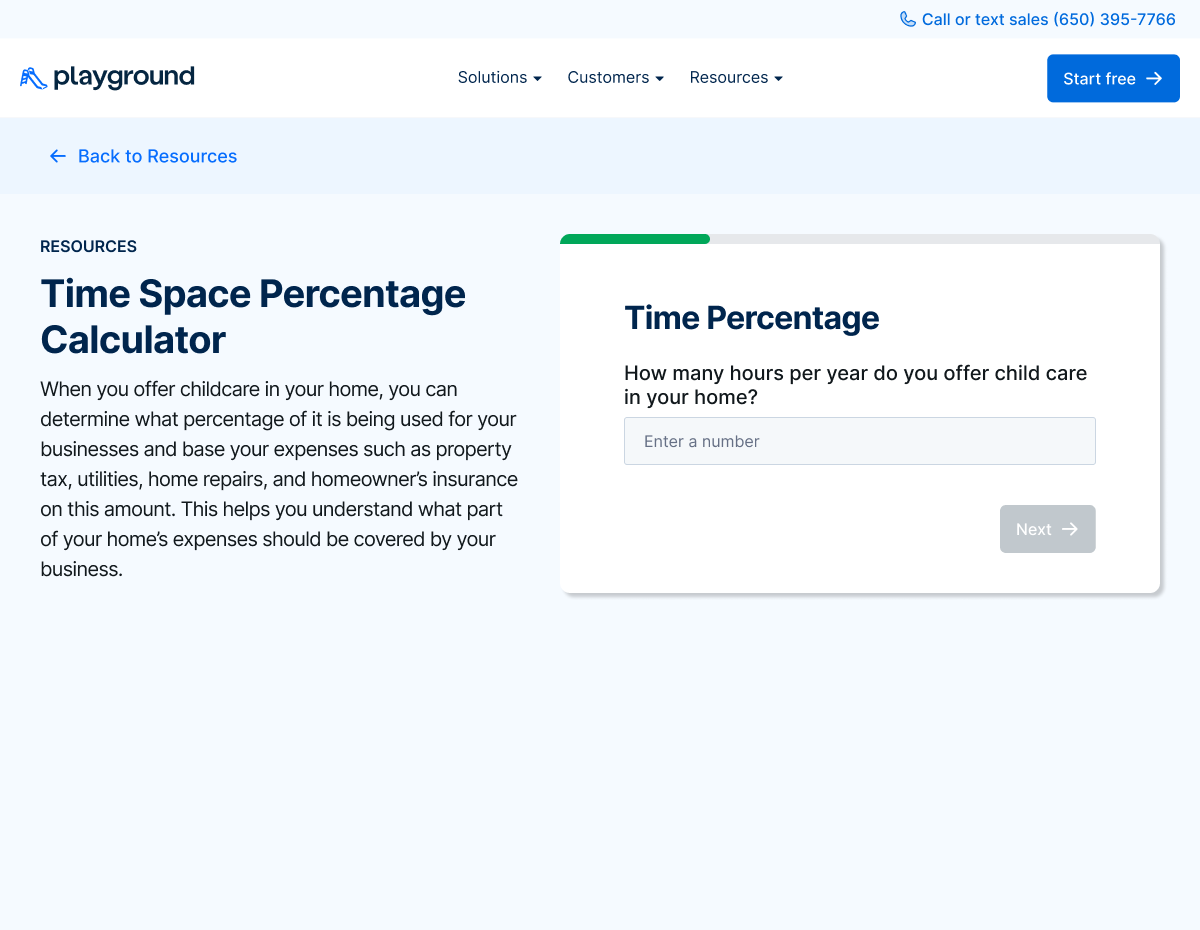 Call or text sales (650) 395-7766
playground
Solutions
Customers
Resources
Start free
Back to Resources
RESOURCES
Time Space Percentage
Calculator
When you offer childcare in your home, you can
determine what percentage of it is being used for your
businesses and base your expenses such as property
tax, utilities, home repairs, and homeowner’s insurance
on this amount. This helps you understand what part
of your home’s expenses should be covered by your
business.
Time Percentage
How many hours per year do you offer child care
in your home?
Enter a number
Next